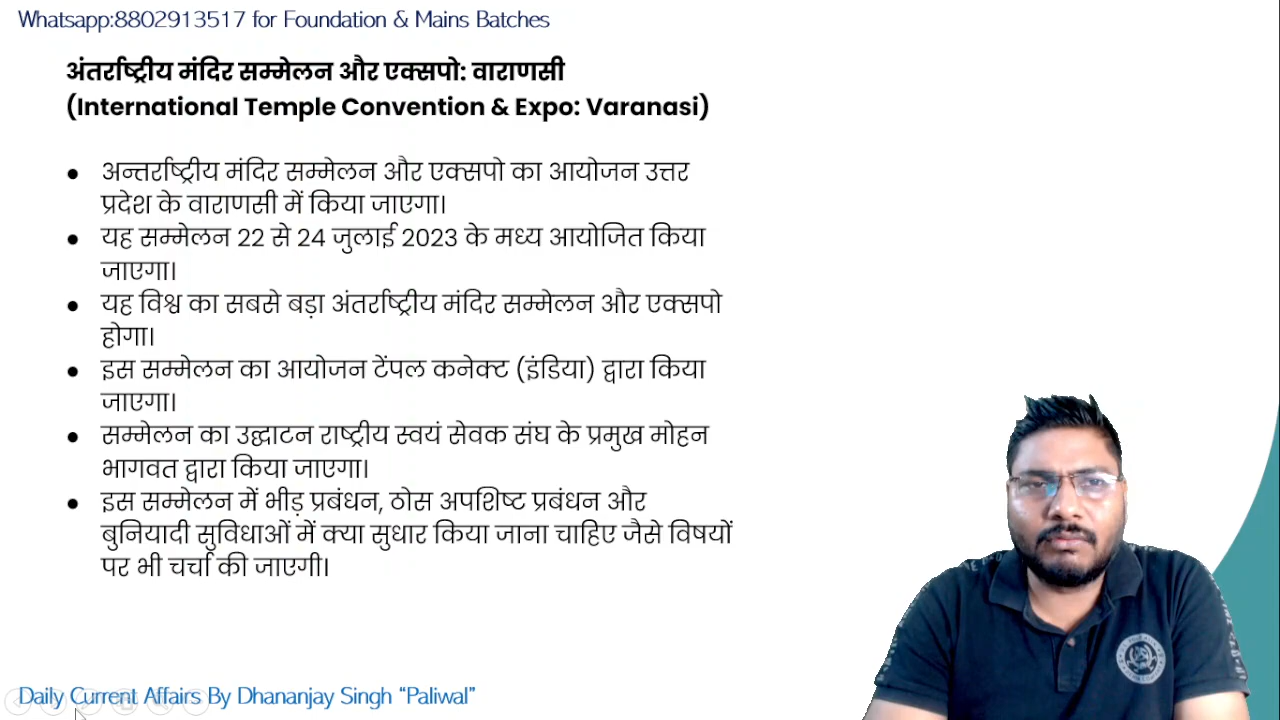 Whatsapp:8802913517 for Foundation & Mains Batches
अंतर्राष्ट्रीय मंदिर सम्मेलन और एक्सपो: वाराणसी
(International Temple Convention & Expo: Varanasi)
● अन्तर्राष्ट्रीय मंदिर सम्मेलन और एक्सपो का आयोजन उत्तर
प्रदेश के वाराणसी में किया जाएगा।
● यह सम्मेलन 22 से 24 जुलाई 2023 के मध्य आयोजित किया
जाएगा।
● यह विश्व का सबसे बड़ा अंतर्राष्ट्रीय मंदिर सम्मेलन और एक्सपो
होगा।
● इस सम्मेलन का आयोजन टेंपल कनेक्ट (इंडिया) द्वारा किया
जाएगा।
● सम्मेलन का उद्घाटन राष्ट्रीय स्वयं सेवक संघ के प्रमुख मोहन
भागवत द्वारा किया जाएगा।
● इस सम्मेलन में भीड़ प्रबंधन, ठोस अपशिष्ट प्रबंधन और
बुनियादी सुविधाओं में क्या सुधार किया जाना चाहिए जैसे विषयों
पर भी चर्चा की जाएगी।
Daily Current Affairs By Dhananjay Singh “Paliwal”